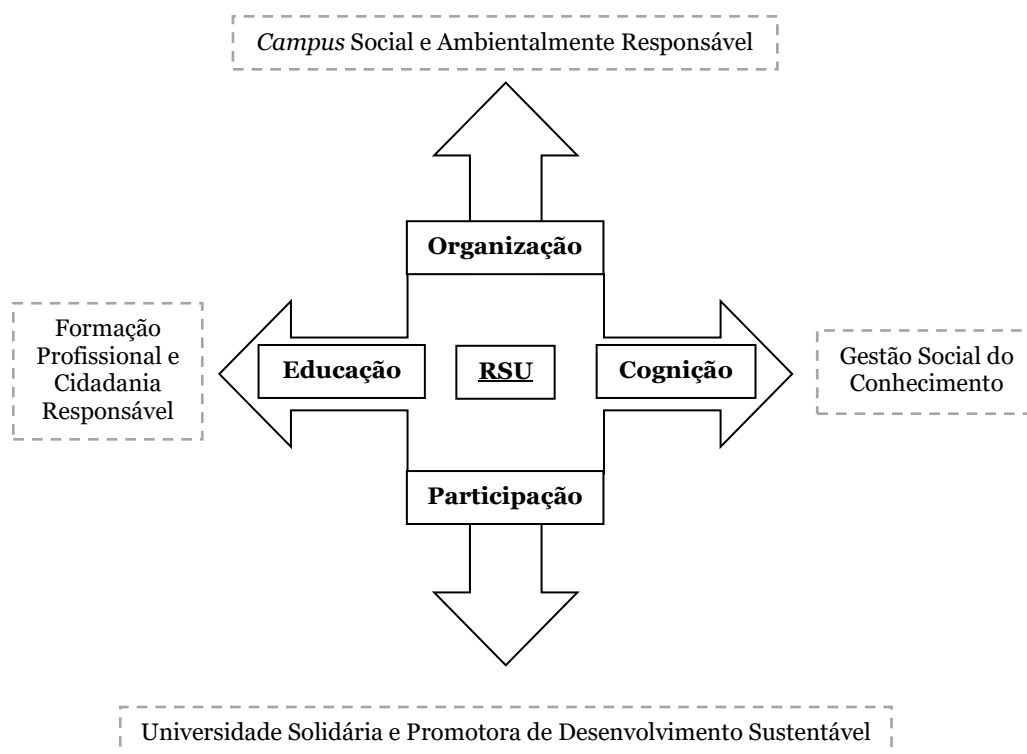 Campus Social e Ambientalmente Responsável
Organização
Formação
Profissional e
Cidadania
Responsável
Educação
RSU
Cognição
Gestão Social do
Conhecimento
Participação
Universidade Solidária e Promotora de Desenvolvimento Sustentável